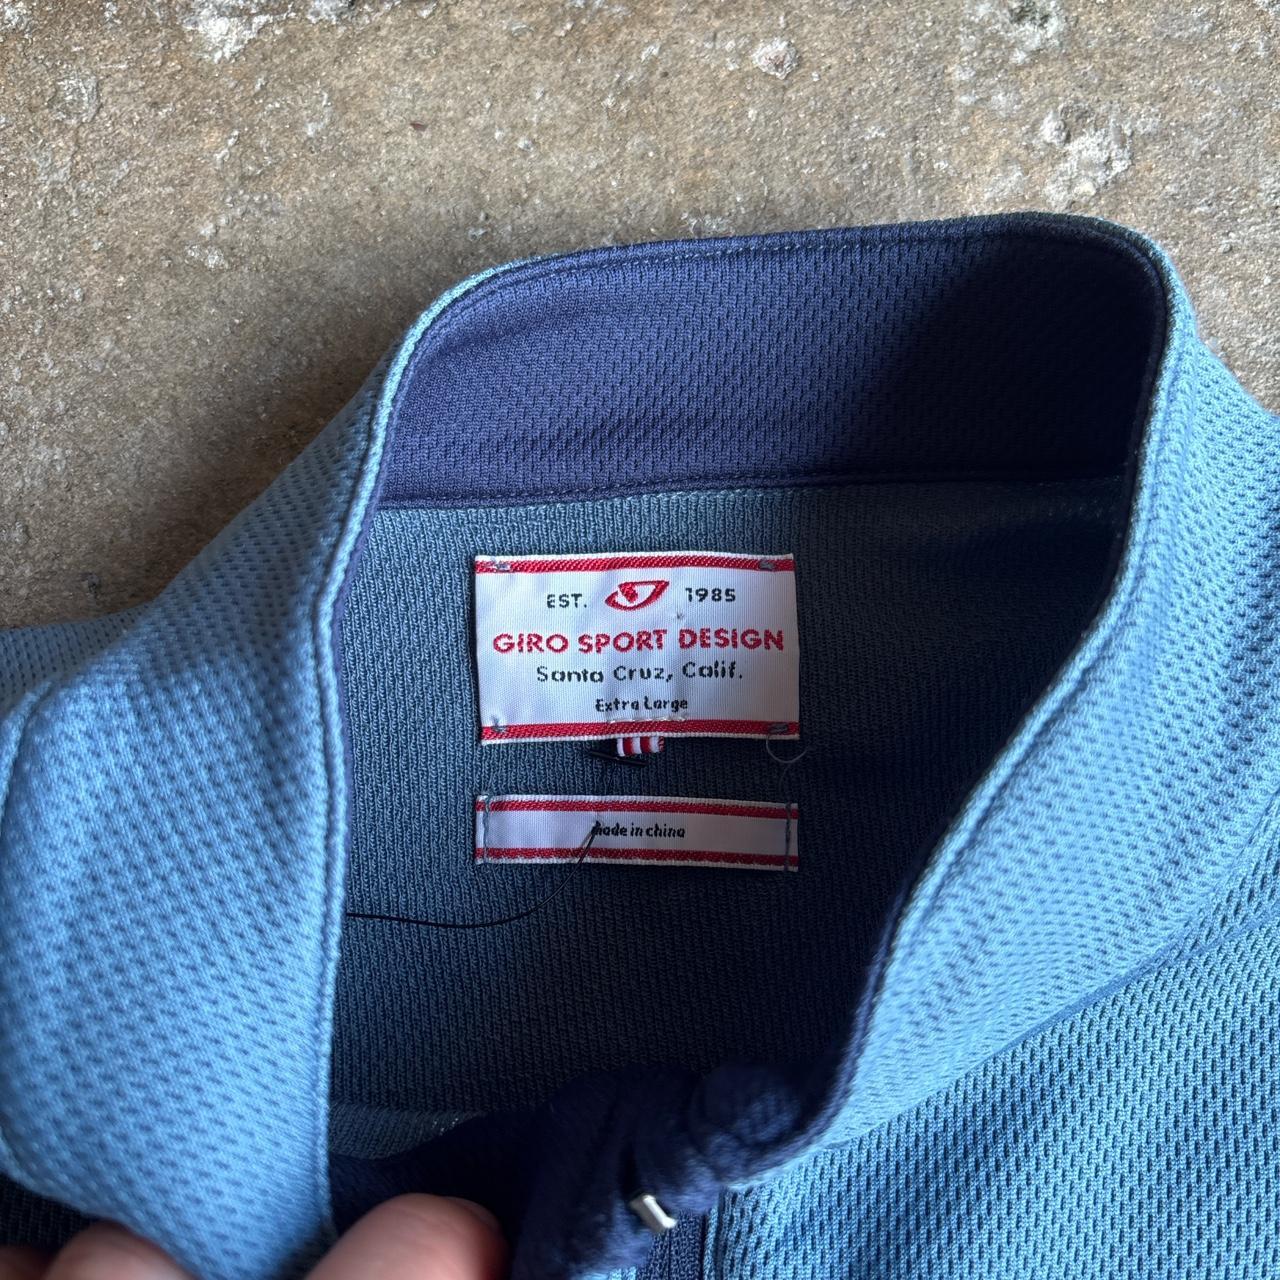 EST. 1985
GIRO SPORT DESIGN
Santa Cruz, Calif.
Extra Large
made in china